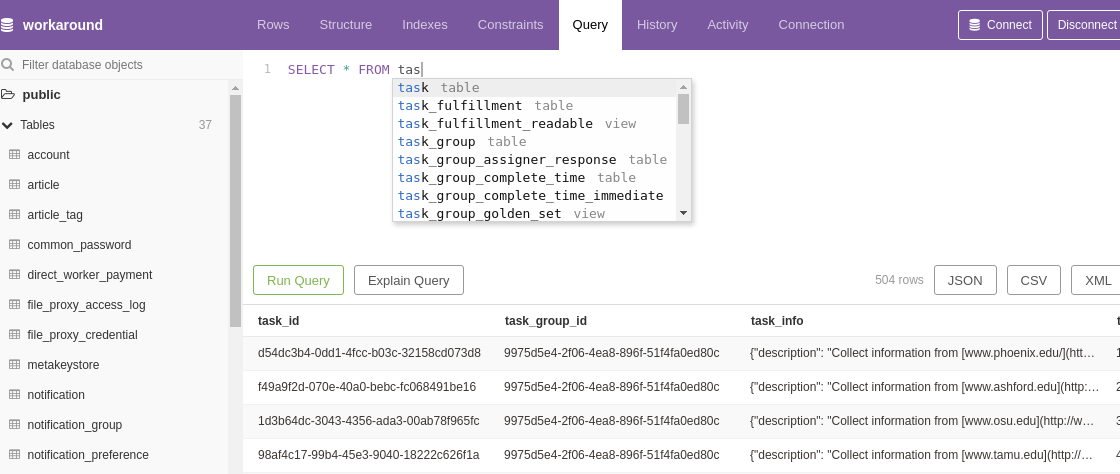 workaround Rows Structure Indexes Constraints Query History Activity Connection Connect Disconnect
Filter database objects
public
Tables 37
account
article
article_tag
common_password
direct_worker_payment
file_proxy_access_log
file_proxy_credential
metakeystore
notification
notification_group
notification_preference
1 SELECT * FROM tas
task table
task_fulfillment table
task_fulfillment_readable view
task_group table
task_group_assigner_response table
task_group_complete_time table
task_group_complete_time_immediate
task_group_golden_set view
Run Query Explain Query 504 rows JSON CSV XML
task_id task_group_id task_info t
d54dc3b4-0dd1-4fcc-b03c-32158cd073d8 9975d5e4-2f06-4ea8-896f-51f4fa0ed80c {"description": "Collect information from [www.phoenix.edu/](htt… 1
f49a9f2d-070e-40a0-bebc-fc068491be16 9975d5e4-2f06-4ea8-896f-51f4fa0ed80c {"description": "Collect information from [www.ashford.edu](http:… 2
1d3b64dc-3043-4356-ada3-00ab78f965fc 9975d5e4-2f06-4ea8-896f-51f4fa0ed80c {"description": "Collect information from [www.osu.edu](http://w… 3
98af4c17-99b4-45e3-9040-18222c626f1a 9975d5e4-2f06-4ea8-896f-51f4fa0ed80c {"description": "Collect information from [www.tamu.edu](http://… 4